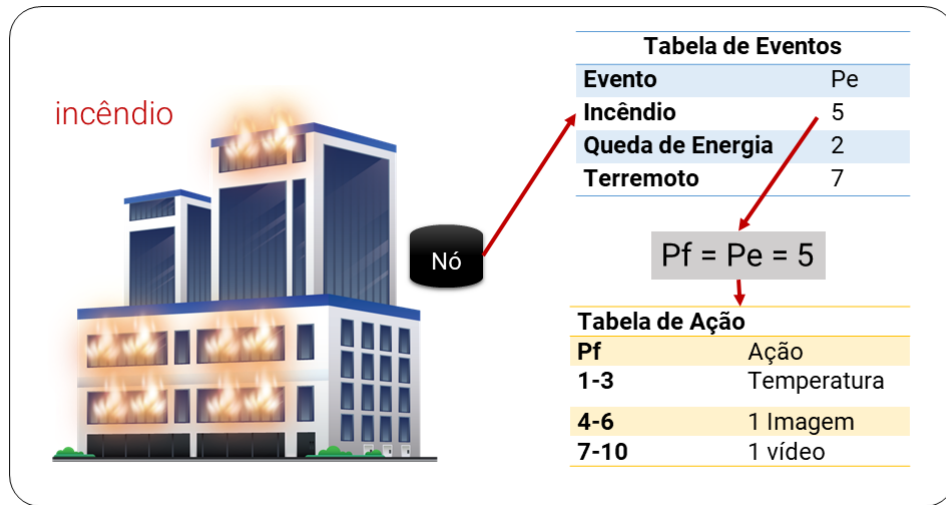 incêndio
Nó
Tabela de Eventos
Evento Pe
Incêndio 5
Queda de Energia 2
Terremoto 7
Pf = Pe = 5
Tabela de Ação
Pf Ação
1-3 Temperatura
4-6 1 Imagem
7-10 1 vídeo